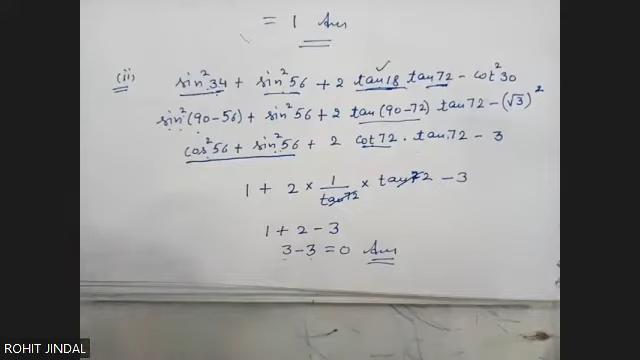 = 1 Ans
(ii) sin²34 + sin²56 + 2 tan18 tan72 - cot²30
sin²(90-56) + sin²56 + 2 tan(90-72) tan72 - (√3)²
cos²56 + sin²56 + 2 cot72 . tan72 - 3
1 + 2 × 1/tan72 × tan72 - 3
1 + 2 - 3
3 - 3 = 0 Ans
ROHIT JINDAL